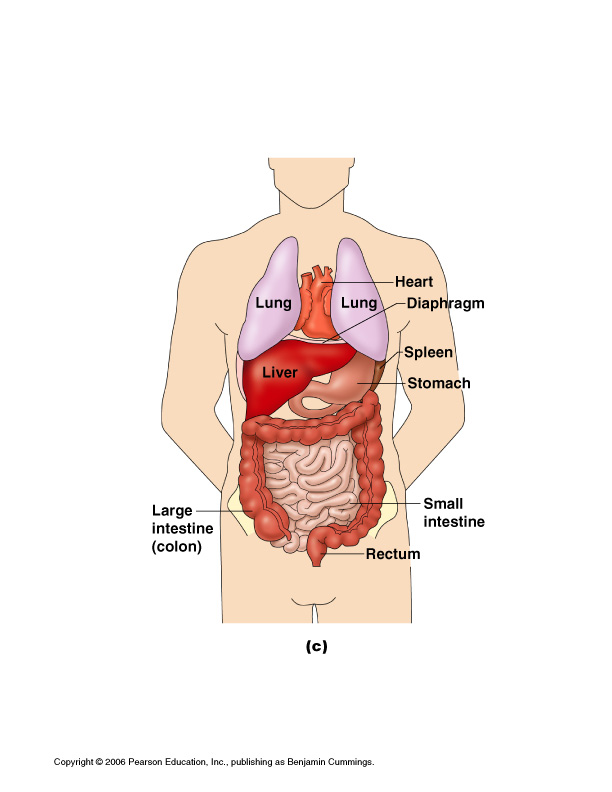 Heart
Lung
Lung
Diaphragm
Spleen
Liver
Stomach
Large
intestine
(colon)
Small
intestine
Rectum
(c)
Copyright © 2006 Pearson Education, Inc., publishing as Benjamin Cummings.